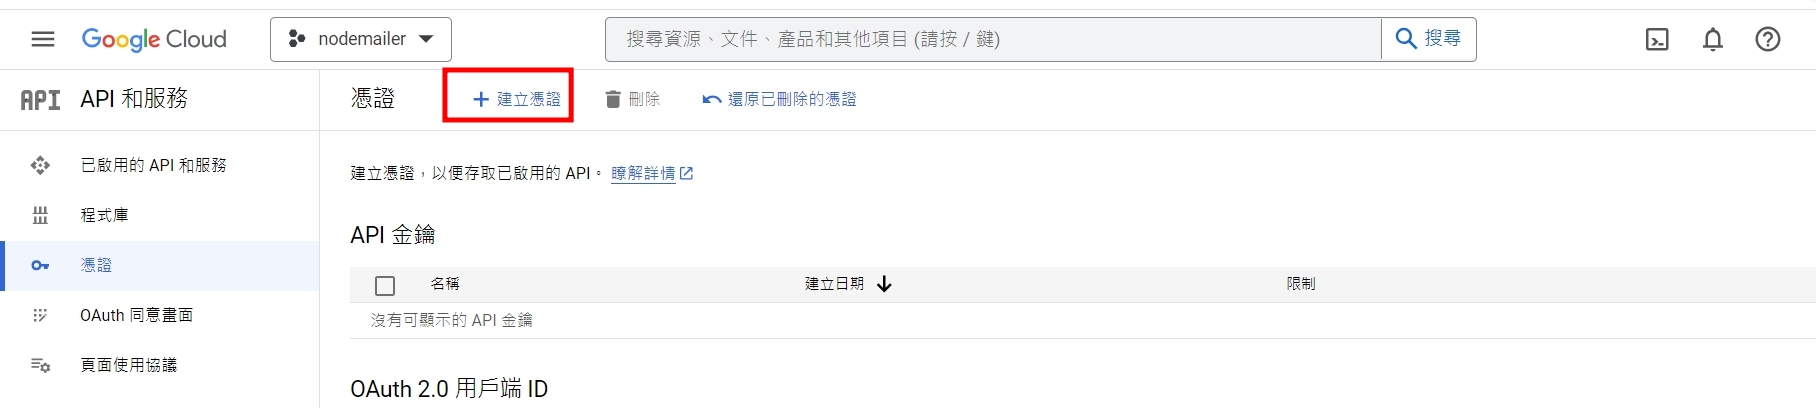 Google Cloud
nodemailer
搜尋資源、文件、產品和其他項目 (請按 / 鍵)
搜尋
API API 和服務
憑證
+ 建立憑證
刪除
還原已刪除的憑證
已啟用的 API 和服務
程式庫
憑證
OAuth 同意畫面
頁面使用協議
建立憑證，以便存取已啟用的 API。 瞭解詳情
API 金鑰
名稱 建立日期 限制
沒有可顯示的 API 金鑰
OAuth 2.0 用戶端 ID